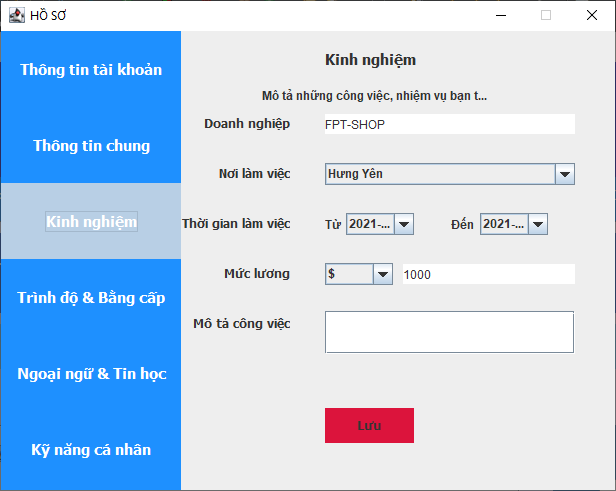 HỒ SƠ
Thông tin tài khoản
Thông tin chung
Kinh nghiệm
Trình độ & Bằng cấp
Ngoại ngữ & Tin học
Kỹ năng cá nhân
Kinh nghiệm
Mô tả những công việc, nhiệm vụ bạn t...
Doanh nghiệp FPT-SHOP
Nơi làm việc Hưng Yên
Thời gian làm việc Từ 2021-... Đến 2021-...
Mức lương $ 1000
Mô tả công việc
Lưu